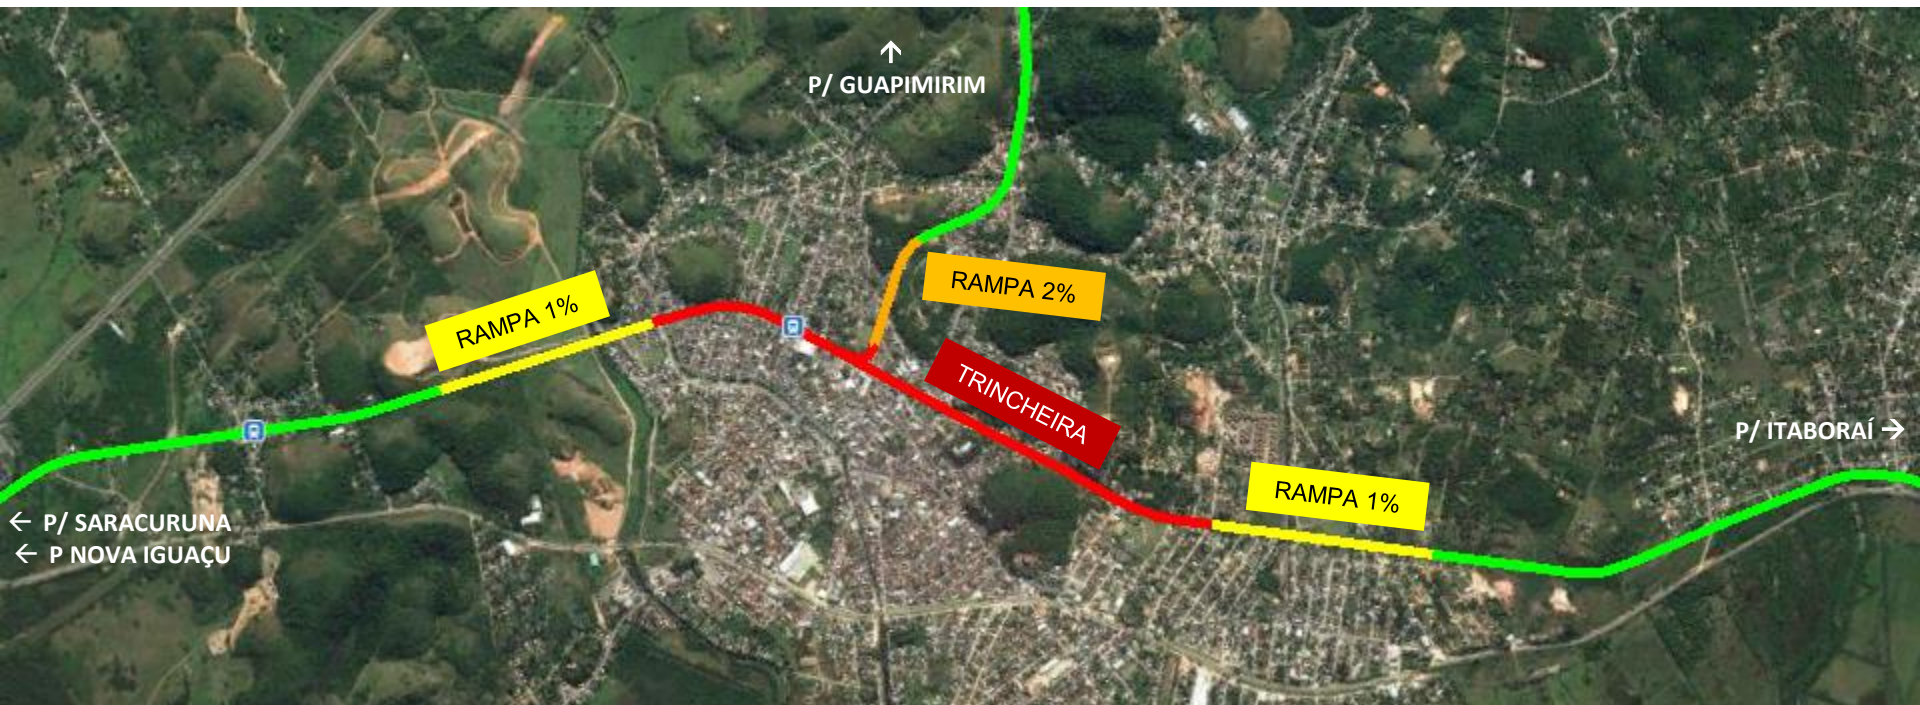 ↑
P/ GUAPIMIRIM
RAMPA 1%
RAMPA 2%
TRINCHEIRA
RAMPA 1%
P/ ITABORAÍ →
← P/ SARACURUNA
← P NOVA IGUAÇU